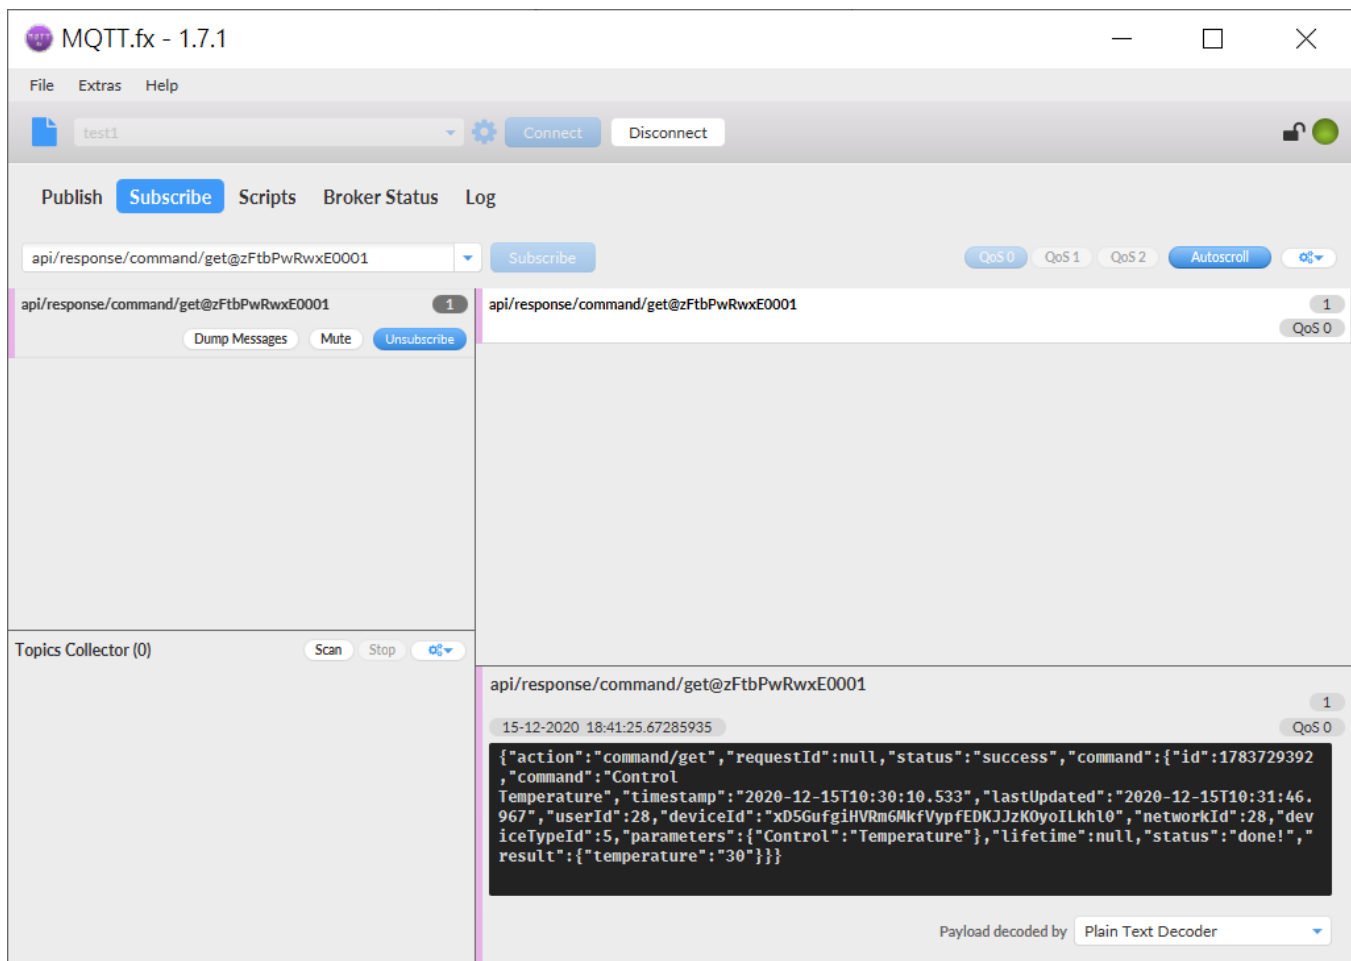 MQTT.fx - 1.7.1
File Extras Help
test1 Connect Disconnect
Publish Subscribe Scripts Broker Status Log
api/response/command/get@zFtbPwRwxE0001 Subscribe QoS 0 QoS 1 QoS 2 Autoscroll
api/response/command/get@zFtbPwRwxE0001 1
Dump Messages Mute Unsubscribe
api/response/command/get@zFtbPwRwxE0001 1
QoS 0
Topics Collector (0) Scan Stop
api/response/command/get@zFtbPwRwxE0001
1
15-12-2020 18:41:25.67285935 QoS 0
{"action":"command/get","requestId":null,"status":"success","command":{"id":1783729392
,"command":"Control
Temperature","timestamp":"2020-12-15T10:30:10.533","lastUpdated":"2020-12-15T10:31:46.
967","userId":28,"deviceId":"xD5GufgiHVRm6MkfVypfEDKJJzKOyoILkhl0","networkId":28,"dev
iceTypeId":5,"parameters":{"Control":"Temperature"},"lifetime":null,"status":"done!","
result":{"temperature":"30"}}}
Payload decoded by Plain Text Decoder